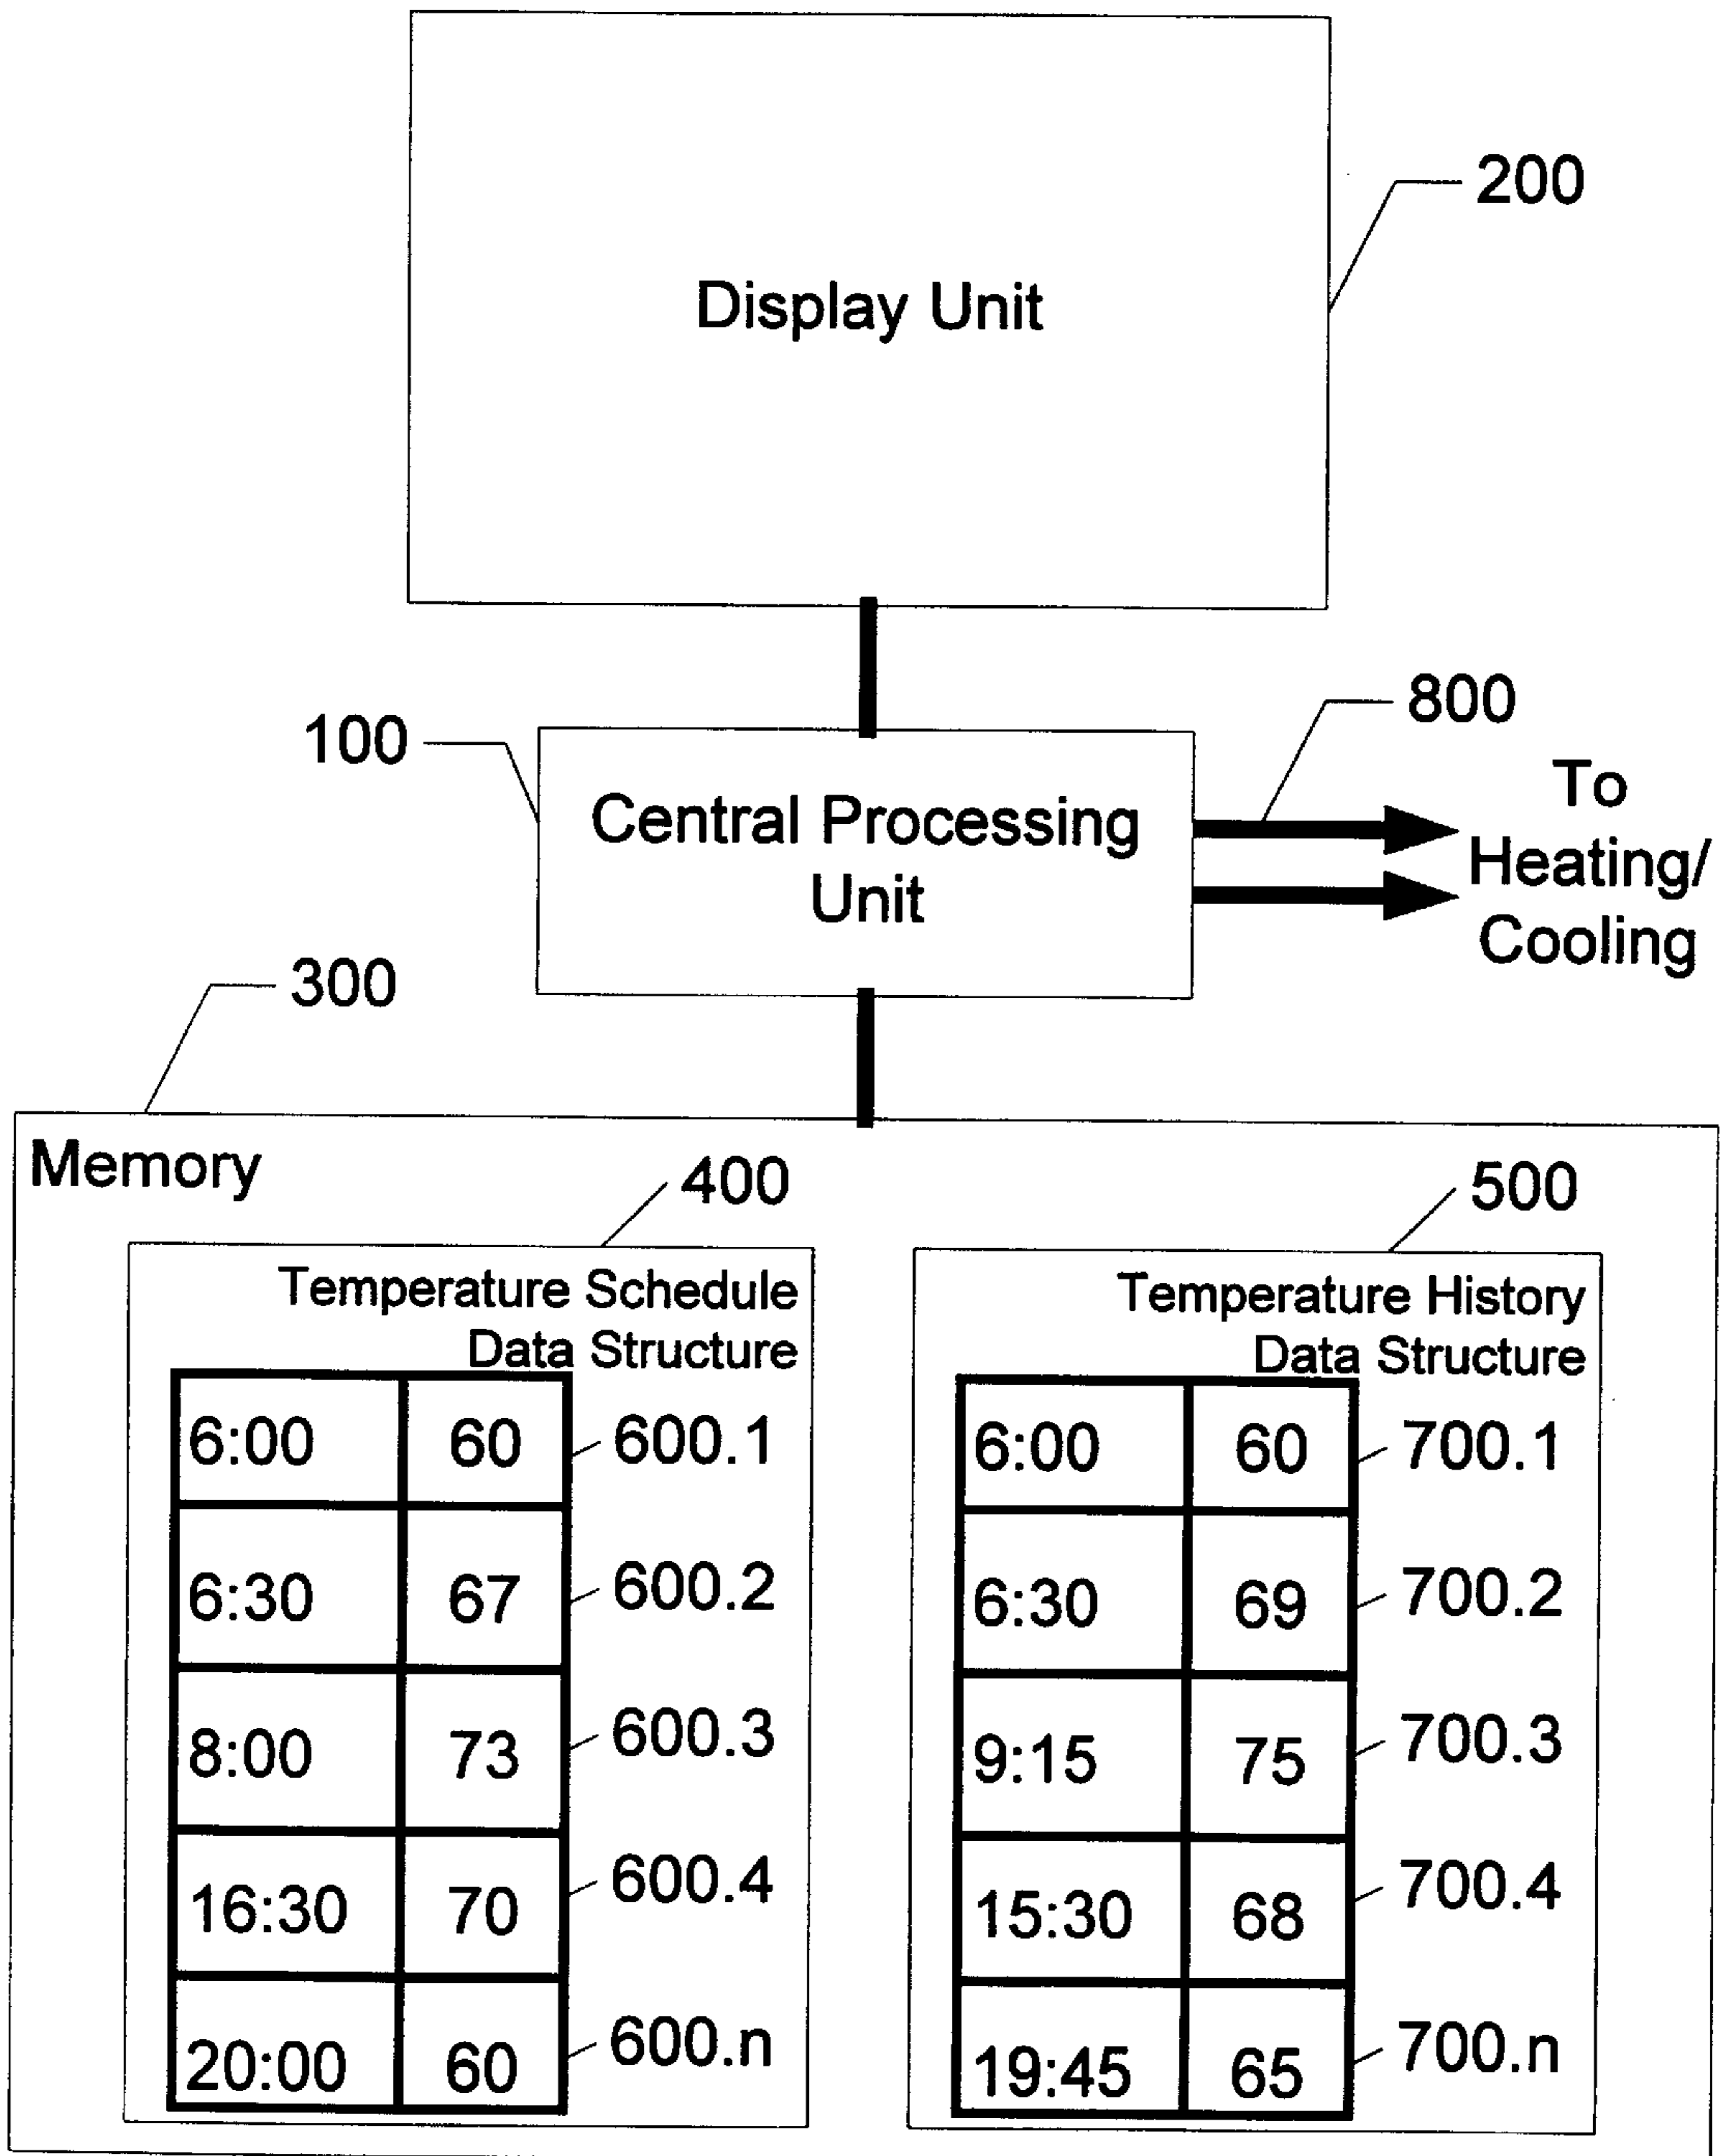 200
Display Unit
800
100
To
Heating/
Cooling
Central Processing
Unit
300
Memory
400
500
Temperature Schedule
Data Structure
6:00 60 600.1
6:30 67 600.2
8:00 73 600.3
16:30 70 600.4
20:00 60 600.n
Temperature History
Data Structure
6:00 60 700.1
6:30 69 700.2
9:15 75 700.3
15:30 68 700.4
19:45 65 700.n